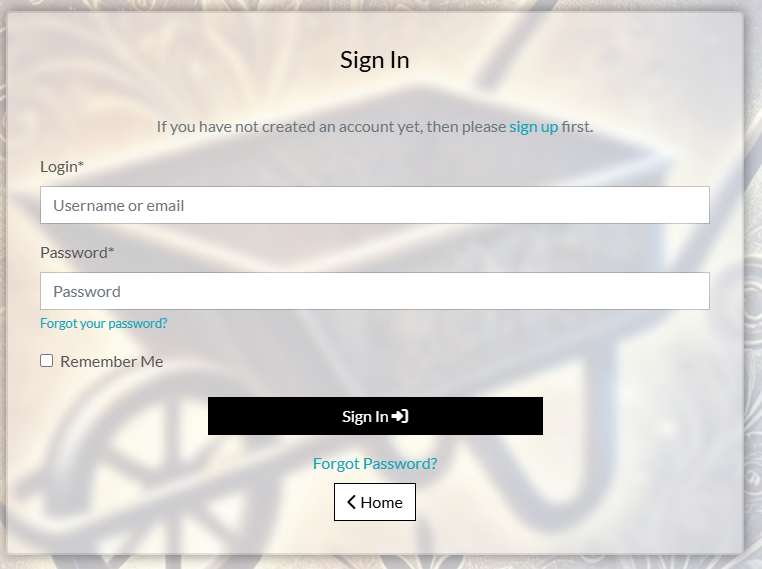 Sign In
If you have not created an account yet, then please sign up first.
Login*
Username or email
Password*
Password
Forgot your password?
Remember Me
Sign In
Forgot Password?
Home